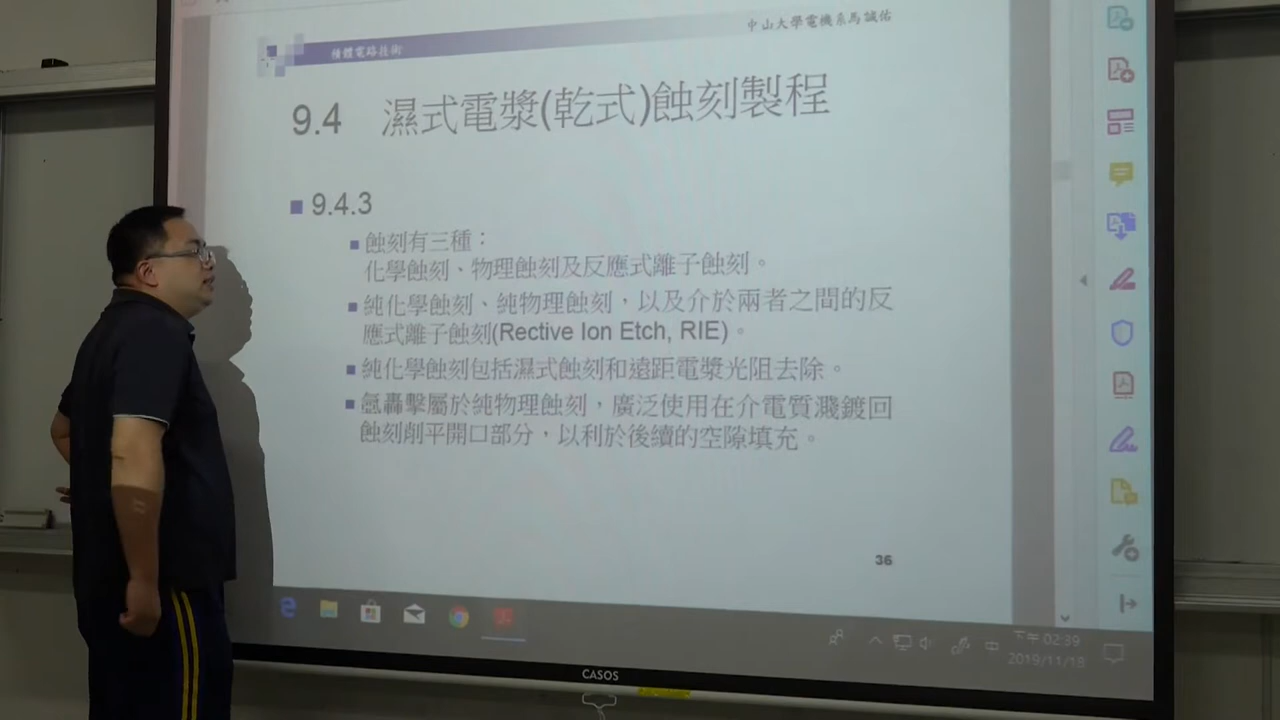 中山大學電機系馬誠佑
積體電路技術
9.4 濕式電漿(乾式)蝕刻製程
9.4.3
蝕刻有三種：
化學蝕刻、物理蝕刻及反應式離子蝕刻。
純化學蝕刻、純物理蝕刻，以及介於兩者之間的反
應式離子蝕刻(Rective Ion Etch, RIE)。
純化學蝕刻包括濕式蝕刻和遠距電漿光阻去除。
氬轟擊屬於純物理蝕刻，廣泛使用在介電質濺鍍回
蝕刻削平開口部分，以利於後續的空隙填充。
36
中
下午 02:39
2019/11/18
CASOS